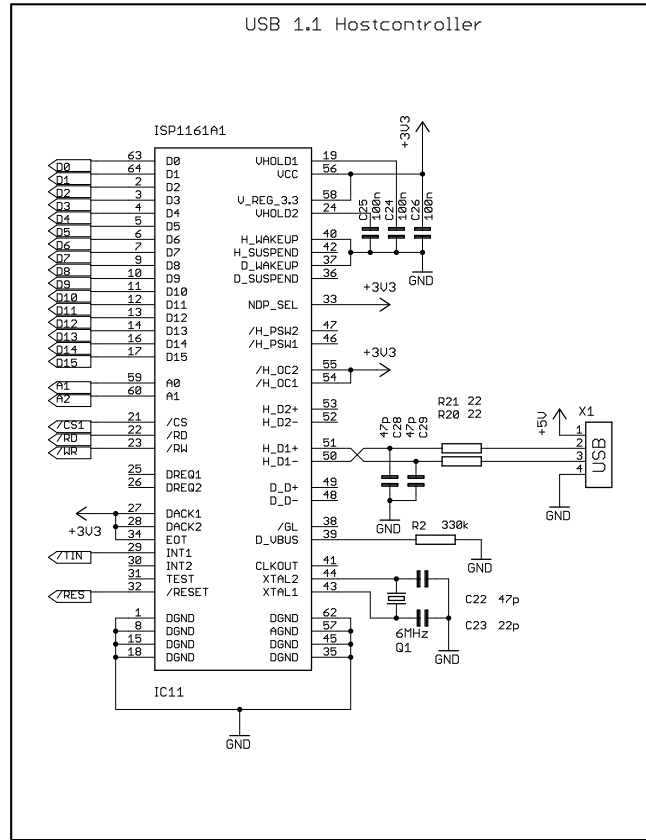 USB 1.1 Hostcontroller
ISP1161A1
+3V3
D0 63 D0
D1 64 D1
D2 2 D2
D3 3 D3
D4 4 D4
D5 5 D5
D6 6 D6
D7 7 D7
D8 9 D8
D9 10 D9
D10 11 D10
D11 12 D11
D12 13 D12
D13 14 D13
D14 16 D14
D15 17 D15
A1 59 A0
A2 60 A1
/CS1 21 /CS
/RD 22 /RD
/WR 23 /RW
25 DREQ1
26 DREQ2
27 DACK1
+3V3 28 DACK2
34 EOT
/TIN 29 INT1
30 INT2
31 TEST
/RES 32 /RESET
1 DGND
8 DGND
15 DGND
18 DGND
VHOLD1 19
VCC 56
V_REG_3.3 58
VHOLD2 24
C25 100n
C24 100n
C26 100n
H_WAKEUP 40
H_SUSPEND 42
D_WAKEUP 37
D_SUSPEND 36
GND
NDP_SEL 33 +3V3
/H_PSW2 47
/H_PSW1 46
/H_OC2 55 +3V3
/H_OC1 54
H_D2+ 53
H_D2- 52
H_D1+ 51
H_D1- 50
47p C28
47p C29
R21 22
R20 22
GND
+5V
X1
1
2
3
4
USB
GND
D_D+ 49
D_D- 48
/GL 38
D_VBUS 39
R2 330k
GND
CLKOUT 41
XTAL2 44
XTAL1 43
C22 47p
C23 22p
6MHz
Q1
GND
DGND 62
AGND 57
DGND 45
DGND 35
IC11
GND